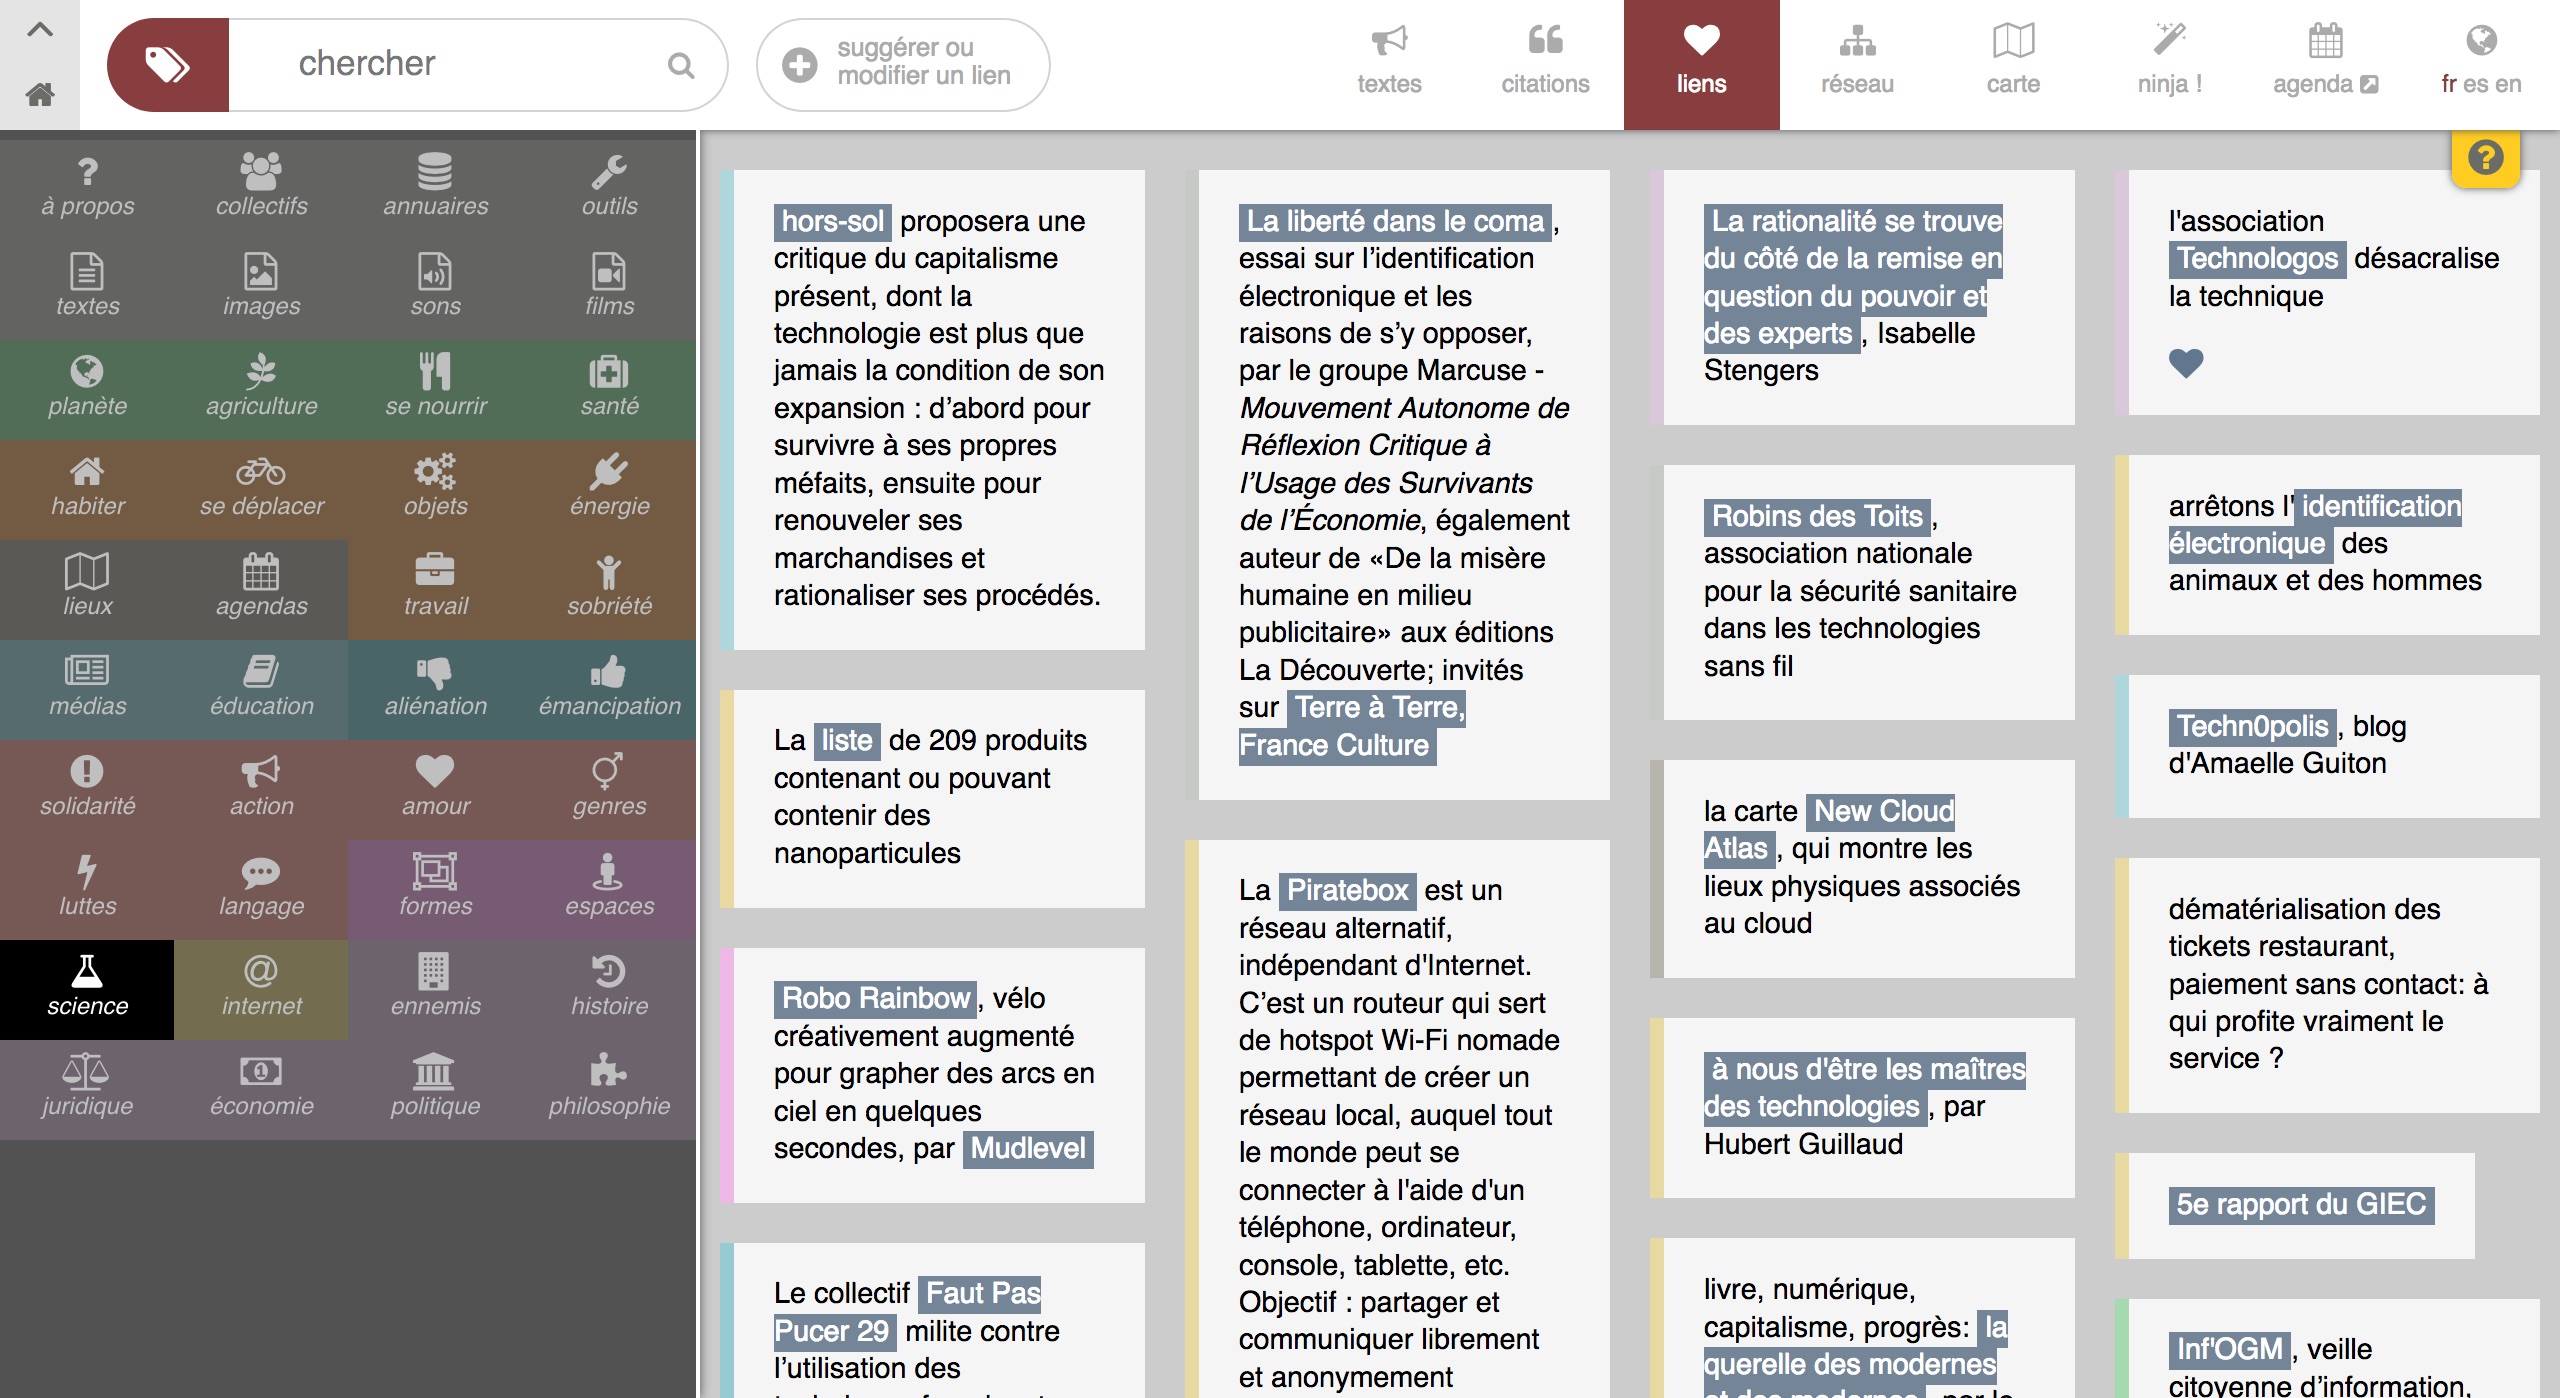 chercher
suggérer ou
modifier un lien
textes
citations
liens
réseau
carte
ninja !
agenda
fr es en
à propos
collectifs
annuaires
outils
textes
images
sons
films
planète
agriculture
se nourrir
santé
habiter
se déplacer
objets
énergie
lieux
agendas
travail
sobriété
médias
éducation
aliénation
émancipation
solidarité
action
amour
genres
luttes
langage
formes
espaces
science
internet
ennemis
histoire
juridique
économie
politique
philosophie
hors-sol proposera une
critique du capitalisme
présent, dont la
technologie est plus que
jamais la condition de son
expansion : d’abord pour
survivre à ses propres
méfaits, ensuite pour
renouveler ses
marchandises et
rationaliser ses procédés.
La liste de 209 produits
contenant ou pouvant
contenir des
nanoparticules
Robo Rainbow, vélo
créativement augmenté
pour grapher des arcs en
ciel en quelques
secondes, par Mudlevel
Le collectif Faut Pas
Pucer 29 milite contre
l’utilisation des
La liberté dans le coma,
essai sur l’identification
électronique et les
raisons de s’y opposer,
par le groupe Marcuse -
Mouvement Autonome de
Réflexion Critique à
l’Usage des Survivants
de l’Économie, également
auteur de «De la misère
humaine en milieu
publicitaire» aux éditions
La Découverte; invités
sur Terre à Terre,
France Culture
La Piratebox est un
réseau alternatif,
indépendant d'Internet.
C’est un routeur qui sert
de hotspot Wi-Fi nomade
permettant de créer un
réseau local, auquel tout
le monde peut se
connecter à l'aide d'un
téléphone, ordinateur,
console, tablette, etc.
Objectif : partager et
communiquer librement
et anonymement
La rationalité se trouve
du côté de la remise en
question du pouvoir et
des experts, Isabelle
Stengers
Robins des Toits,
association nationale
pour la sécurité sanitaire
dans les technologies
sans fil
la carte New Cloud
Atlas, qui montre les
lieux physiques associés
au cloud
à nous d'être les maîtres
des technologies, par
Hubert Guillaud
livre, numérique,
capitalisme, progrès: la
querelle des modernes
et des modernes, par le
l'association
Technologos désacralise
la technique
arrêtons l'identification
électronique des
animaux et des hommes
Techn0polis, blog
d'Amaelle Guiton
dématérialisation des
tickets restaurant,
paiement sans contact: à
qui profite vraiment le
service ?
5e rapport du GIEC
Inf'OGM, veille
citoyenne d’information,